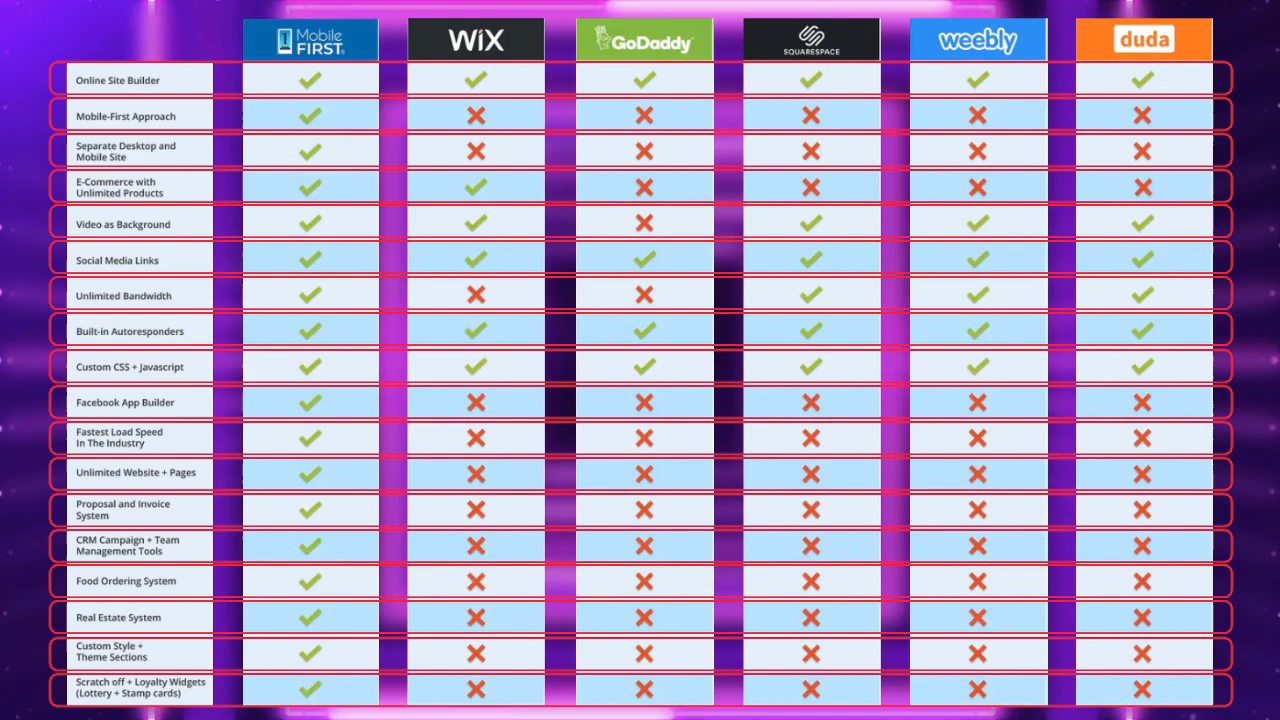 Mobile
FIRST
WiX
GoDaddy
SQUARESPACE
weebly
duda
Online Site Builder
Mobile-First Approach
Separate Desktop and
Mobile Site
E-Commerce with
Unlimited Products
Video as Background
Social Media Links
Unlimited Bandwidth
Built-in Autoresponders
Custom CSS + Javascript
Facebook App Builder
Fastest Load Speed
In The Industry
Unlimited Website + Pages
Proposal and Invoice
System
CRM Campaign + Team
Management Tools
Food Ordering System
Real Estate System
Custom Style +
Theme Sections
Scratch off + Loyalty Widgets
(Lottery + Stamp cards)